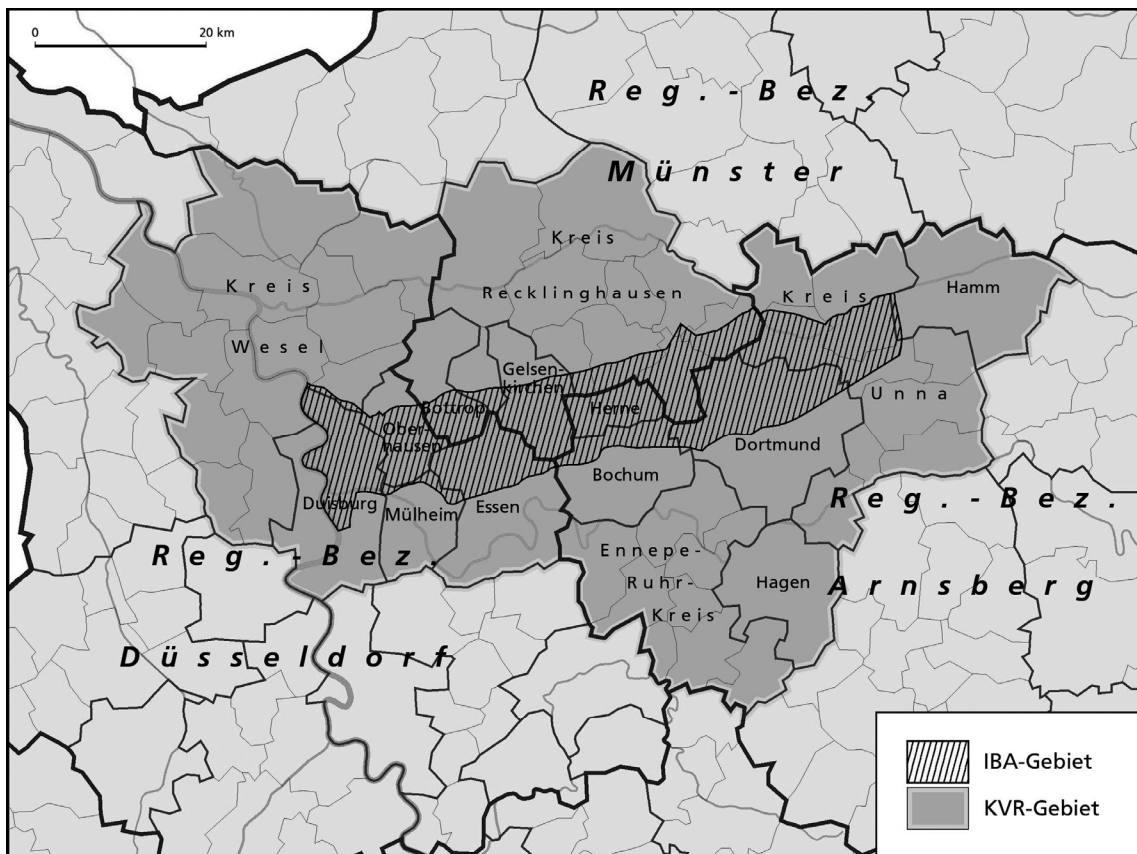 0 20 km
Reg.-Bez
Münster
Kreis
Recklinghausen
Kreis
Wesel
Kreis
Unna
Hamm
Gelsen-
kirchen
Bottrop
Ober-
hausen
Herne
Dortmund
Bochum
Duisburg
Mülheim
Essen
Reg.-Bez.
Düsseldorf
Reg.-Bez.
Arnsberg
Ennepe-
Ruhr-
Kreis
Hagen
IBA-Gebiet
KVR-Gebiet